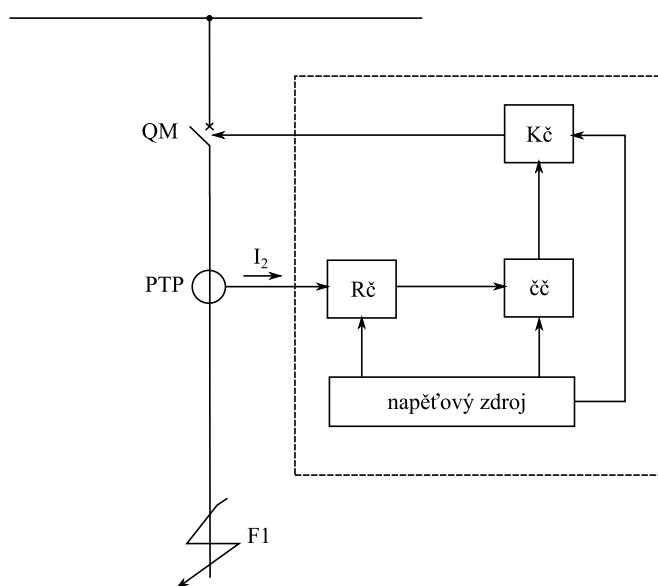 QM
Kč
I₂
PTP
Rč
čč
napěťový zdroj
F1